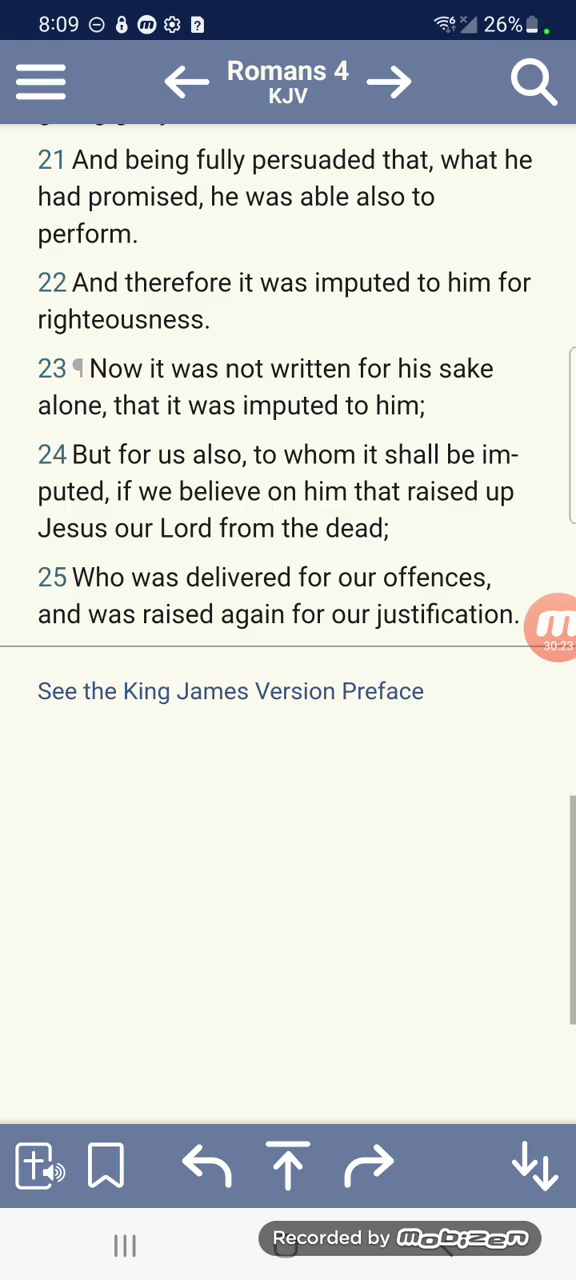 8:09
26%
Romans 4
KJV
21 And being fully persuaded that, what he
had promised, he was able also to
perform.
22 And therefore it was imputed to him for
righteousness.
23 ¶ Now it was not written for his sake
alone, that it was imputed to him;
24 But for us also, to whom it shall be im-
puted, if we believe on him that raised up
Jesus our Lord from the dead;
25 Who was delivered for our offences,
and was raised again for our justification.
30:23
See the King James Version Preface
Recorded by mobizen